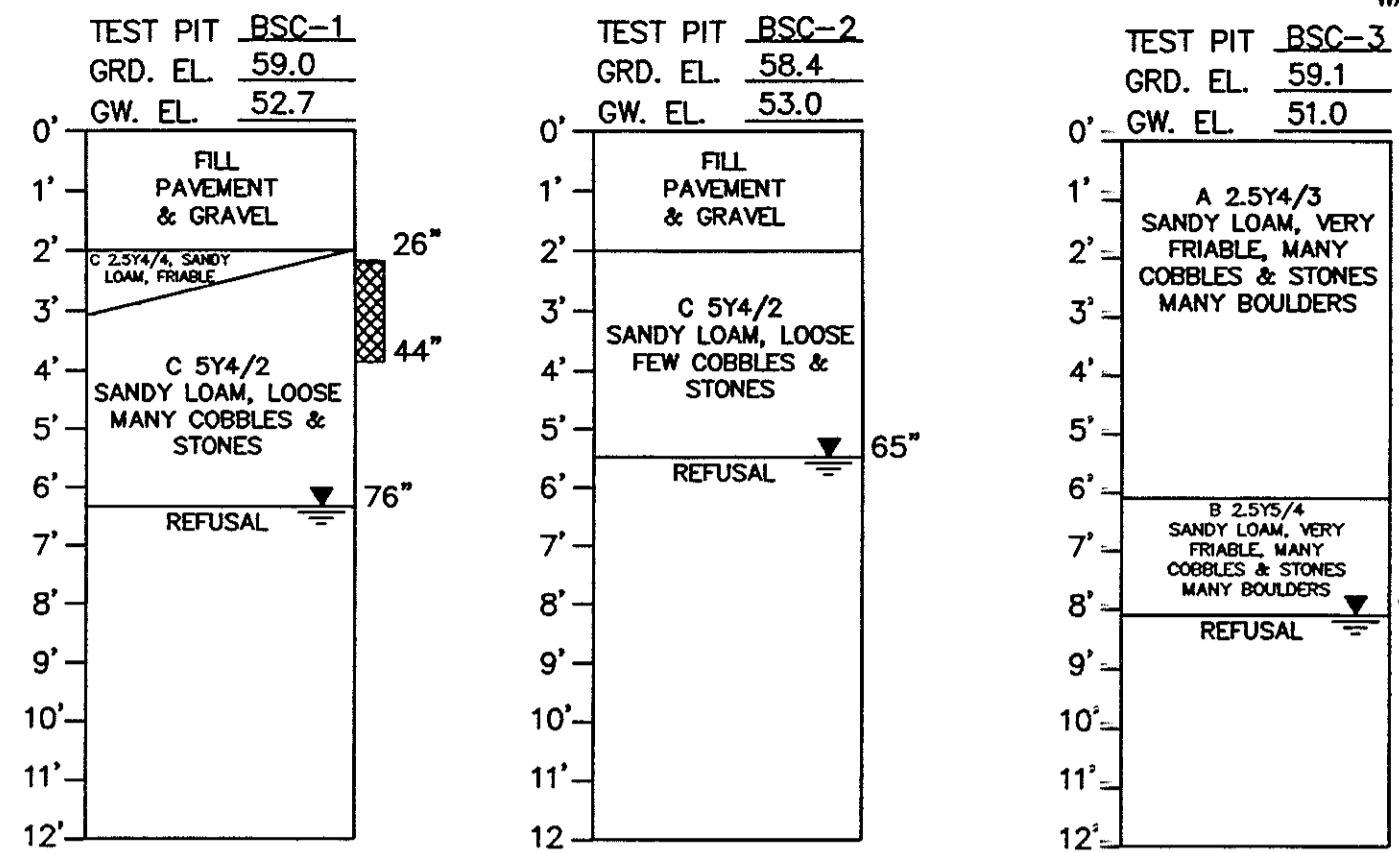 TEST PIT BSC-1
GRD. EL. 59.0
GW. EL. 52.7
0'
1'
2'
3'
4'
5'
6'
7'
8'
9'
10'
11'
12'
FILL
PAVEMENT
& GRAVEL
C 2.5Y4/4, SANDY
LOAM, FRIABLE
26"
44"
C 5Y4/2
SANDY LOAM, LOOSE
MANY COBBLES &
STONES
76"
REFUSAL
TEST PIT BSC-2
GRD. EL. 58.4
GW. EL. 53.0
0'
1'
2'
3'
4'
5'
6'
7'
8'
9'
10'
11'
12
FILL
PAVEMENT
& GRAVEL
C 5Y4/2
SANDY LOAM, LOOSE
FEW COBBLES &
STONES
65"
REFUSAL
TEST PIT BSC-3
GRD. EL. 59.1
GW. EL. 51.0
0'
1'
2'
3'
4'
5'
6'
7'
8'
9'
10'
11'
12'
A 2.5Y4/3
SANDY LOAM, VERY
FRIABLE, MANY
COBBLES & STONES
MANY BOULDERS
B 2.5Y5/4
SANDY LOAM, VERY
FRIABLE, MANY
COBBLES & STONES
MANY BOULDERS
REFUSAL